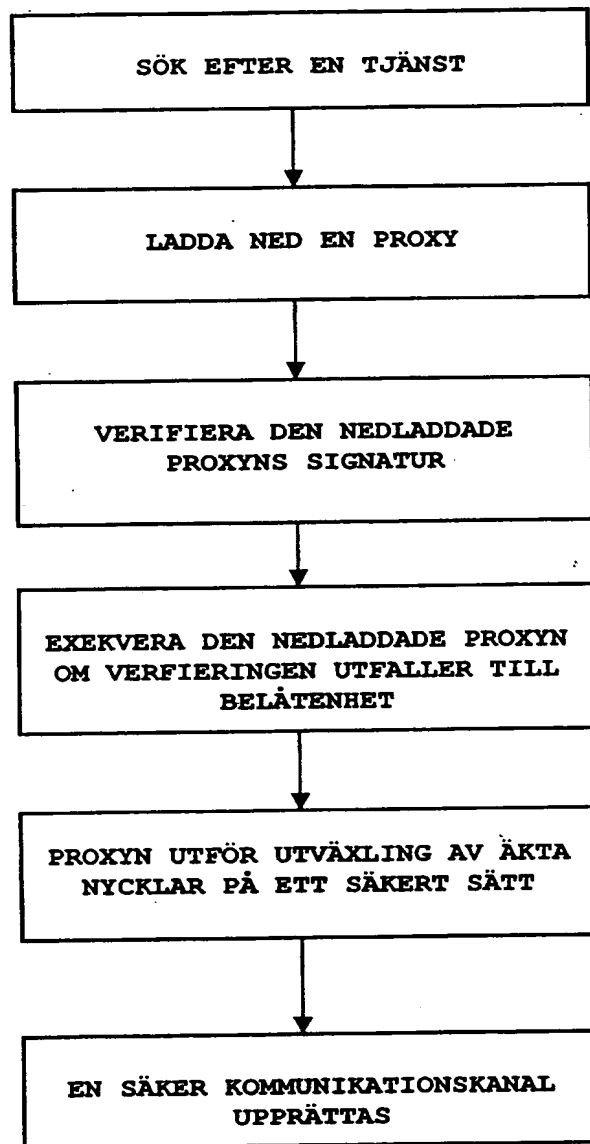 SÖK EFTER EN TJÄNST
LADDA NED EN PROXY
VERIFIERA DEN NEDLADDADE
PROXYNS SIGNATUR
EXEKVERA DEN NEDLADDADE PROXYN
OM VERFIERINGEN UTFALLER TILL
BELÅTENHET
PROXYN UTFÖR UTVÄXLING AV ÄKTA
NYCKLAR PÅ ETT SÄKERT SÄTT
EN SÄKER KOMMUNIKATIONSKANAL
UPPRÄTTAS